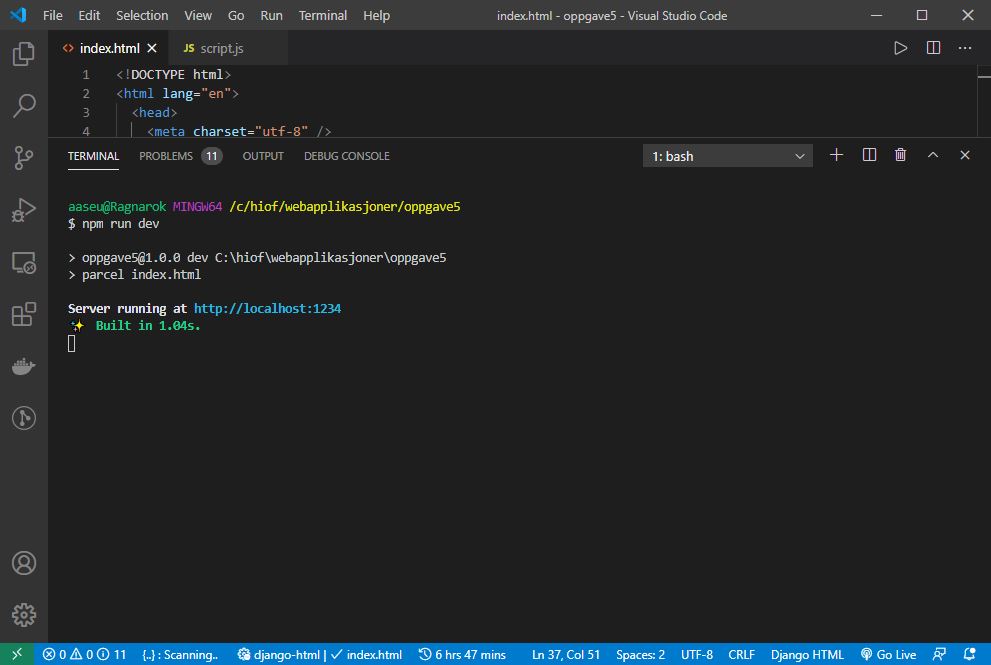 File Edit Selection View Go Run Terminal Help index.html - oppgave5 - Visual Studio Code
<> index.html JS script.js
1 <!DOCTYPE html>
2 <html lang="en">
3 <head>
4 <meta charset="utf-8" />
TERMINAL PROBLEMS 11 OUTPUT DEBUG CONSOLE 1: bash
aaseu@Ragnarok MINGW64 /c/hiof/webapplikasjoner/oppgave5
$ npm run dev
> oppgave5@1.0.0 dev C:\hiof\webapplikasjoner\oppgave5
> parcel index.html
Server running at http://localhost:1234
✨ Built in 1.04s.
0 0 11 {..} : Scanning.. django-html | ✓ index.html 6 hrs 47 mins Ln 37, Col 51 Spaces: 2 UTF-8 CRLF Django HTML Go Live